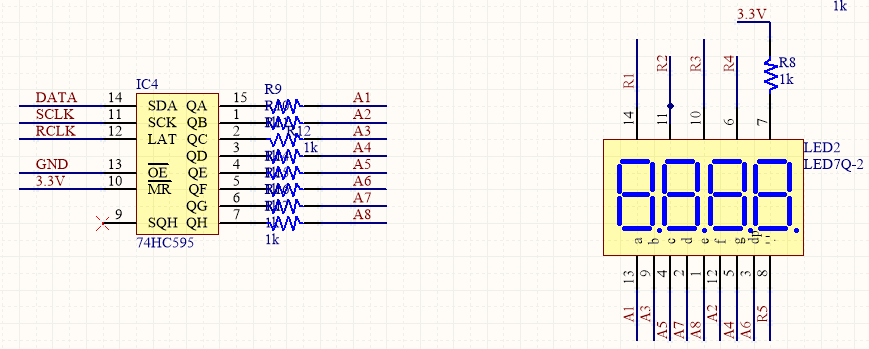 1k
3.3V
R8
1k
R1
R2
R3
R4
14
11
10
6
7
LED2
LED7Q-2
a
b
c
d
e
f
g
dp
13
9
4
2
1
12
5
3
8
A1
A3
A5
A7
A8
A2
A4
A6
R5
IC4
DATA 14 SDA QA 15 R9 A1
SCLK 11 SCK QB 1 A2
RCLK 12 LAT QC 2 R12 A3
QD 3 1k A4
GND 13 OE QE 4 A5
3.3V 10 MR QF 5 A6
QG 6 A7
9 SQH QH 7 A8
74HC595
1k